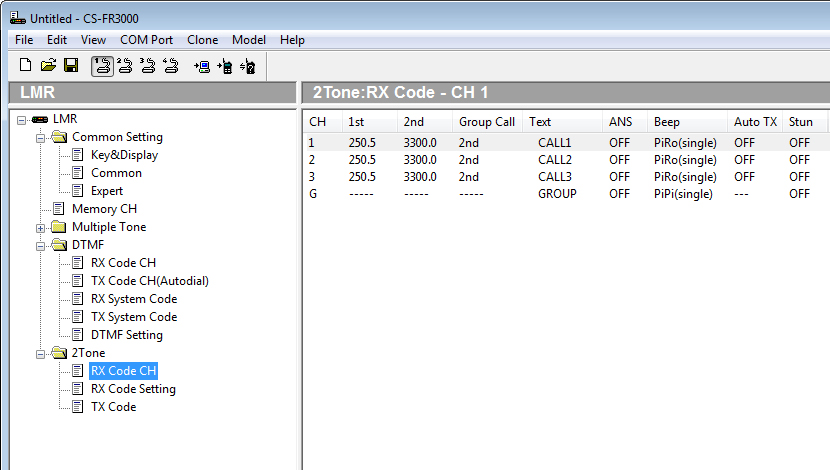 Untitled - CS-FR3000
File Edit View COM Port Clone Model Help
LMR
2Tone:RX Code - CH 1
LMR
Common Setting
Key&Display
Common
Expert
Memory CH
Multiple Tone
DTMF
RX Code CH
TX Code CH(Autodial)
RX System Code
TX System Code
DTMF Setting
2Tone
RX Code CH
RX Code Setting
TX Code
CH 1st 2nd Group Call Text ANS Beep Auto TX Stun
1 250.5 3300.0 2nd CALL1 OFF PiRo(single) OFF OFF
2 250.5 3300.0 2nd CALL2 OFF PiRo(single) OFF OFF
3 250.5 3300.0 2nd CALL3 OFF PiRo(single) OFF OFF
G ----- ----- ----- GROUP OFF PiPi(single) --- OFF